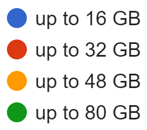 up to 16 GB
up to 32 GB
up to 48 GB
up to 80 GB